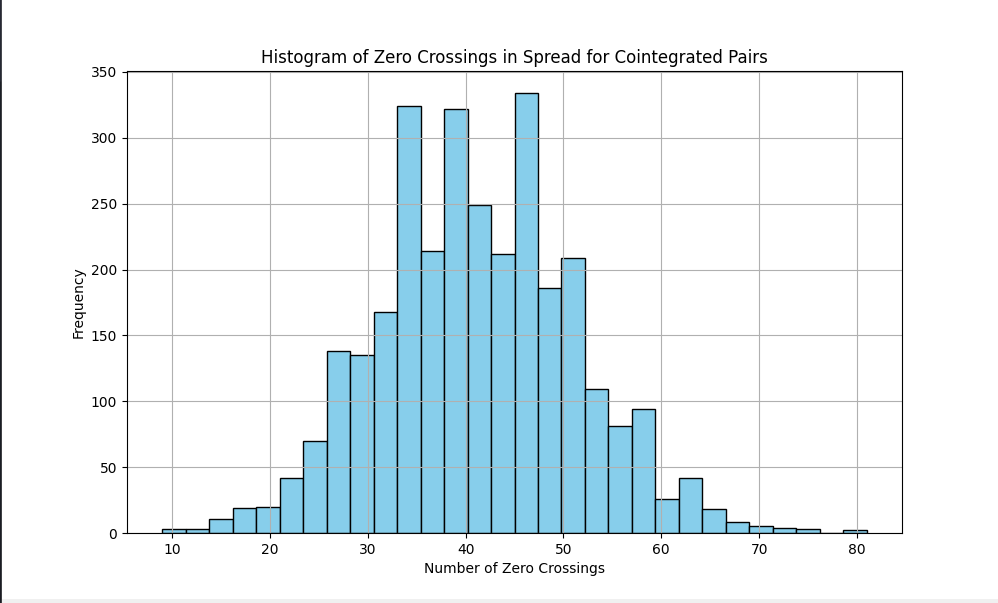 Histogram of Zero Crossings in Spread for Cointegrated Pairs
350
300
250
200
150
100
50
0
Frequency
10 20 30 40 50 60 70 80
Number of Zero Crossings